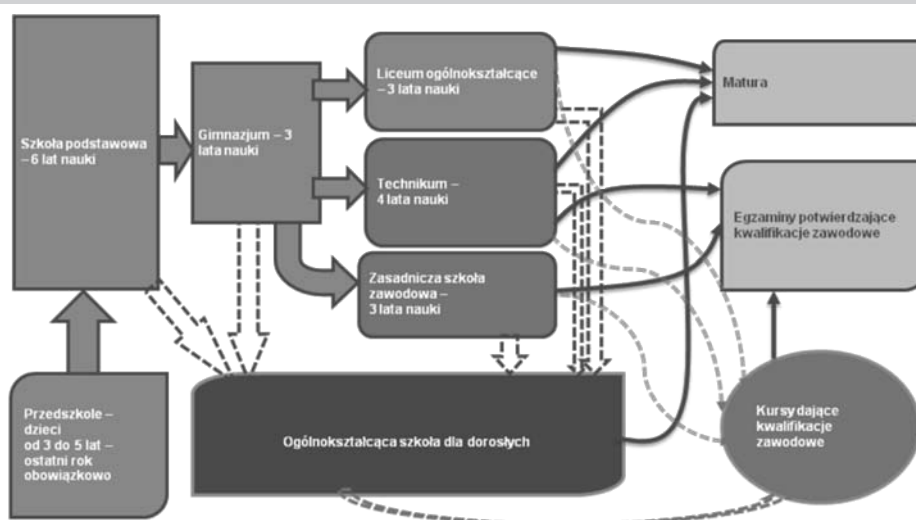 Szkoła podstawowa
– 6 lat nauki
Gimnazjum – 3
lata nauki
Liceum ogólnokształcące
– 3 lata nauki
Technikum –
4 lata nauki
Zasadnicza szkoła
zawodowa –
3 lata nauki
Matura
Egzaminy potwierdzające
kwalifikacje zawodowe
Przedszkole –
dzieci
od 3 do 5 lat –
ostatni rok
obowiązkowo
Ogólnokształcąca szkoła dla dorosłych
Kursy dające
kwalifikacje
zawodowe